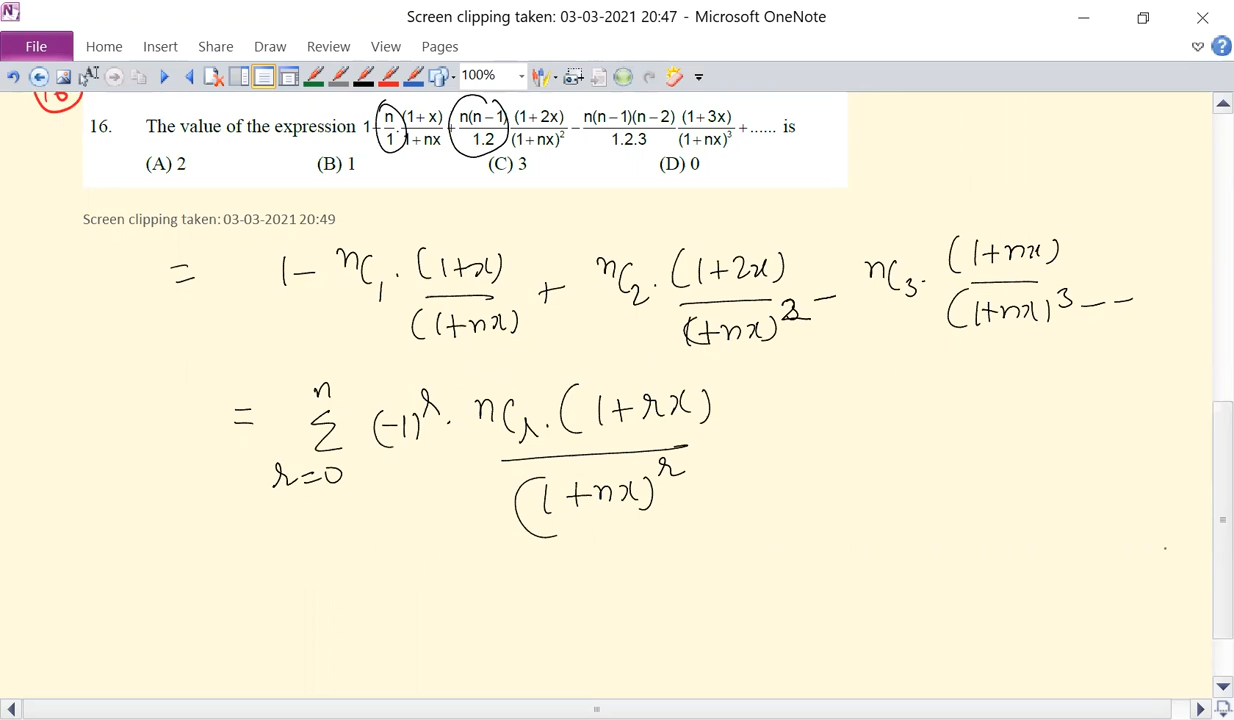 Screen clipping taken: 03-03-2021 20:47 - Microsoft OneNote
File Home Insert Share Draw Review View Pages
100%
16. The value of the expression 1 - n/1 . (1+x)/(1+nx) + n(n-1)/1.2 (1+2x)/(1+nx)² − n(n−1)(n−2)/1.2.3 (1+3x)/(1+nx)³ + ...... is
(A) 2 (B) 1 (C) 3 (D) 0
Screen clipping taken: 03-03-2021 20:49
= 1 - nC₁ . (1+x)/((1+nx) + nC₂ . (1+2x)/(1+nx)² - nC₃ . (1+nx)/(1+nx)³ - -
= n Σ r=0 (-1)^r . nCr . (1+rx)/(1+nx)^r